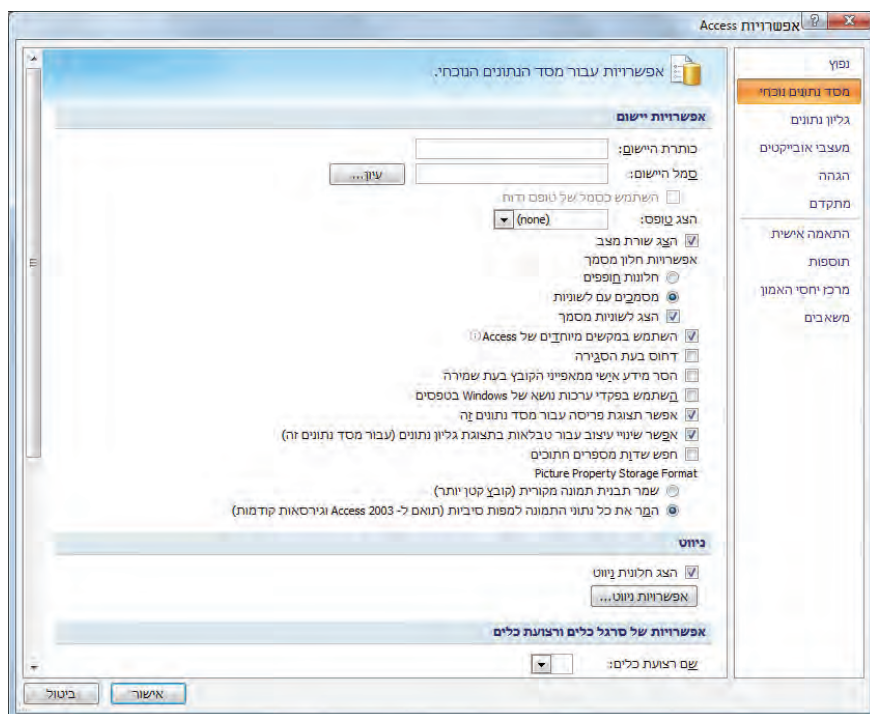 אפשרויות Access
נפוץ
מסד נתונים נוכחי
גליון נתונים
מעצבי אובייקטים
הגהה
מתקדם
התאמה אישית
תוספות
מרכז יחסי האמון
משאבים
אפשרויות עבור מסד הנתונים הנוכחי.
אפשרויות יישום
כותרת היישום:
סמל היישום:
עיון...
השתמש כסמל של טופס ודוח
הצג טופס:
(none)
הצג שורת מצב
אפשרויות חלון מסמך
חלונות חופפים
מסמכים עם לשוניות
הצג לשוניות מסמך
השתמש במקשים מיוחדים של Access
דחוס בעת הסגירה
הסר מידע אישי ממאפייני הקובץ בעת שמירה
השתמש בפקדי ערכות נושא של Windows בטפסים
אפשר תצוגת פריסה עבור מסד נתונים זה
אפשר שינויי עיצוב עבור טבלאות בתצוגת גליון נתונים (עבור מסד נתונים זה)
חפש שדות מספרים חתוכים
Picture Property Storage Format
שמר תבנית תמונה מקורית (קובץ קטן יותר)
המר את כל נתוני התמונה למפות סיביות (תואם ל- Access 2003 וגירסאות קודמות)
ניווט
הצג חלונית ניווט
אפשרויות ניווט...
אפשרויות של סרגל כלים ורצועת כלים
שם רצועת כלים:
אישור
ביטול